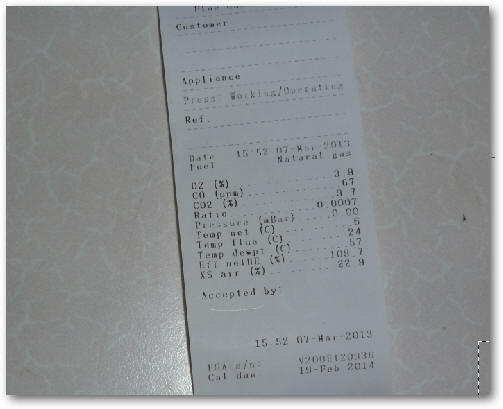 Customer
Appliance
Press Working/Operating
Ref.
Date 15:52 07-Mar-2013
Fuel Natural gas
O2 (%) 3.9
CO (ppm) 67
CO2 (%) 9.7
Ratio 0.0007
Pressure (mBar) 0.00
Temp net (C) 5
Temp flue (C) 24
Temp dewpt (C) 57
Eff (%) 108.7
XS air (%) 22.9
Accepted by:
15:52 07-Mar-2013
FGA s/n:
Cal due 19-Feb 2014